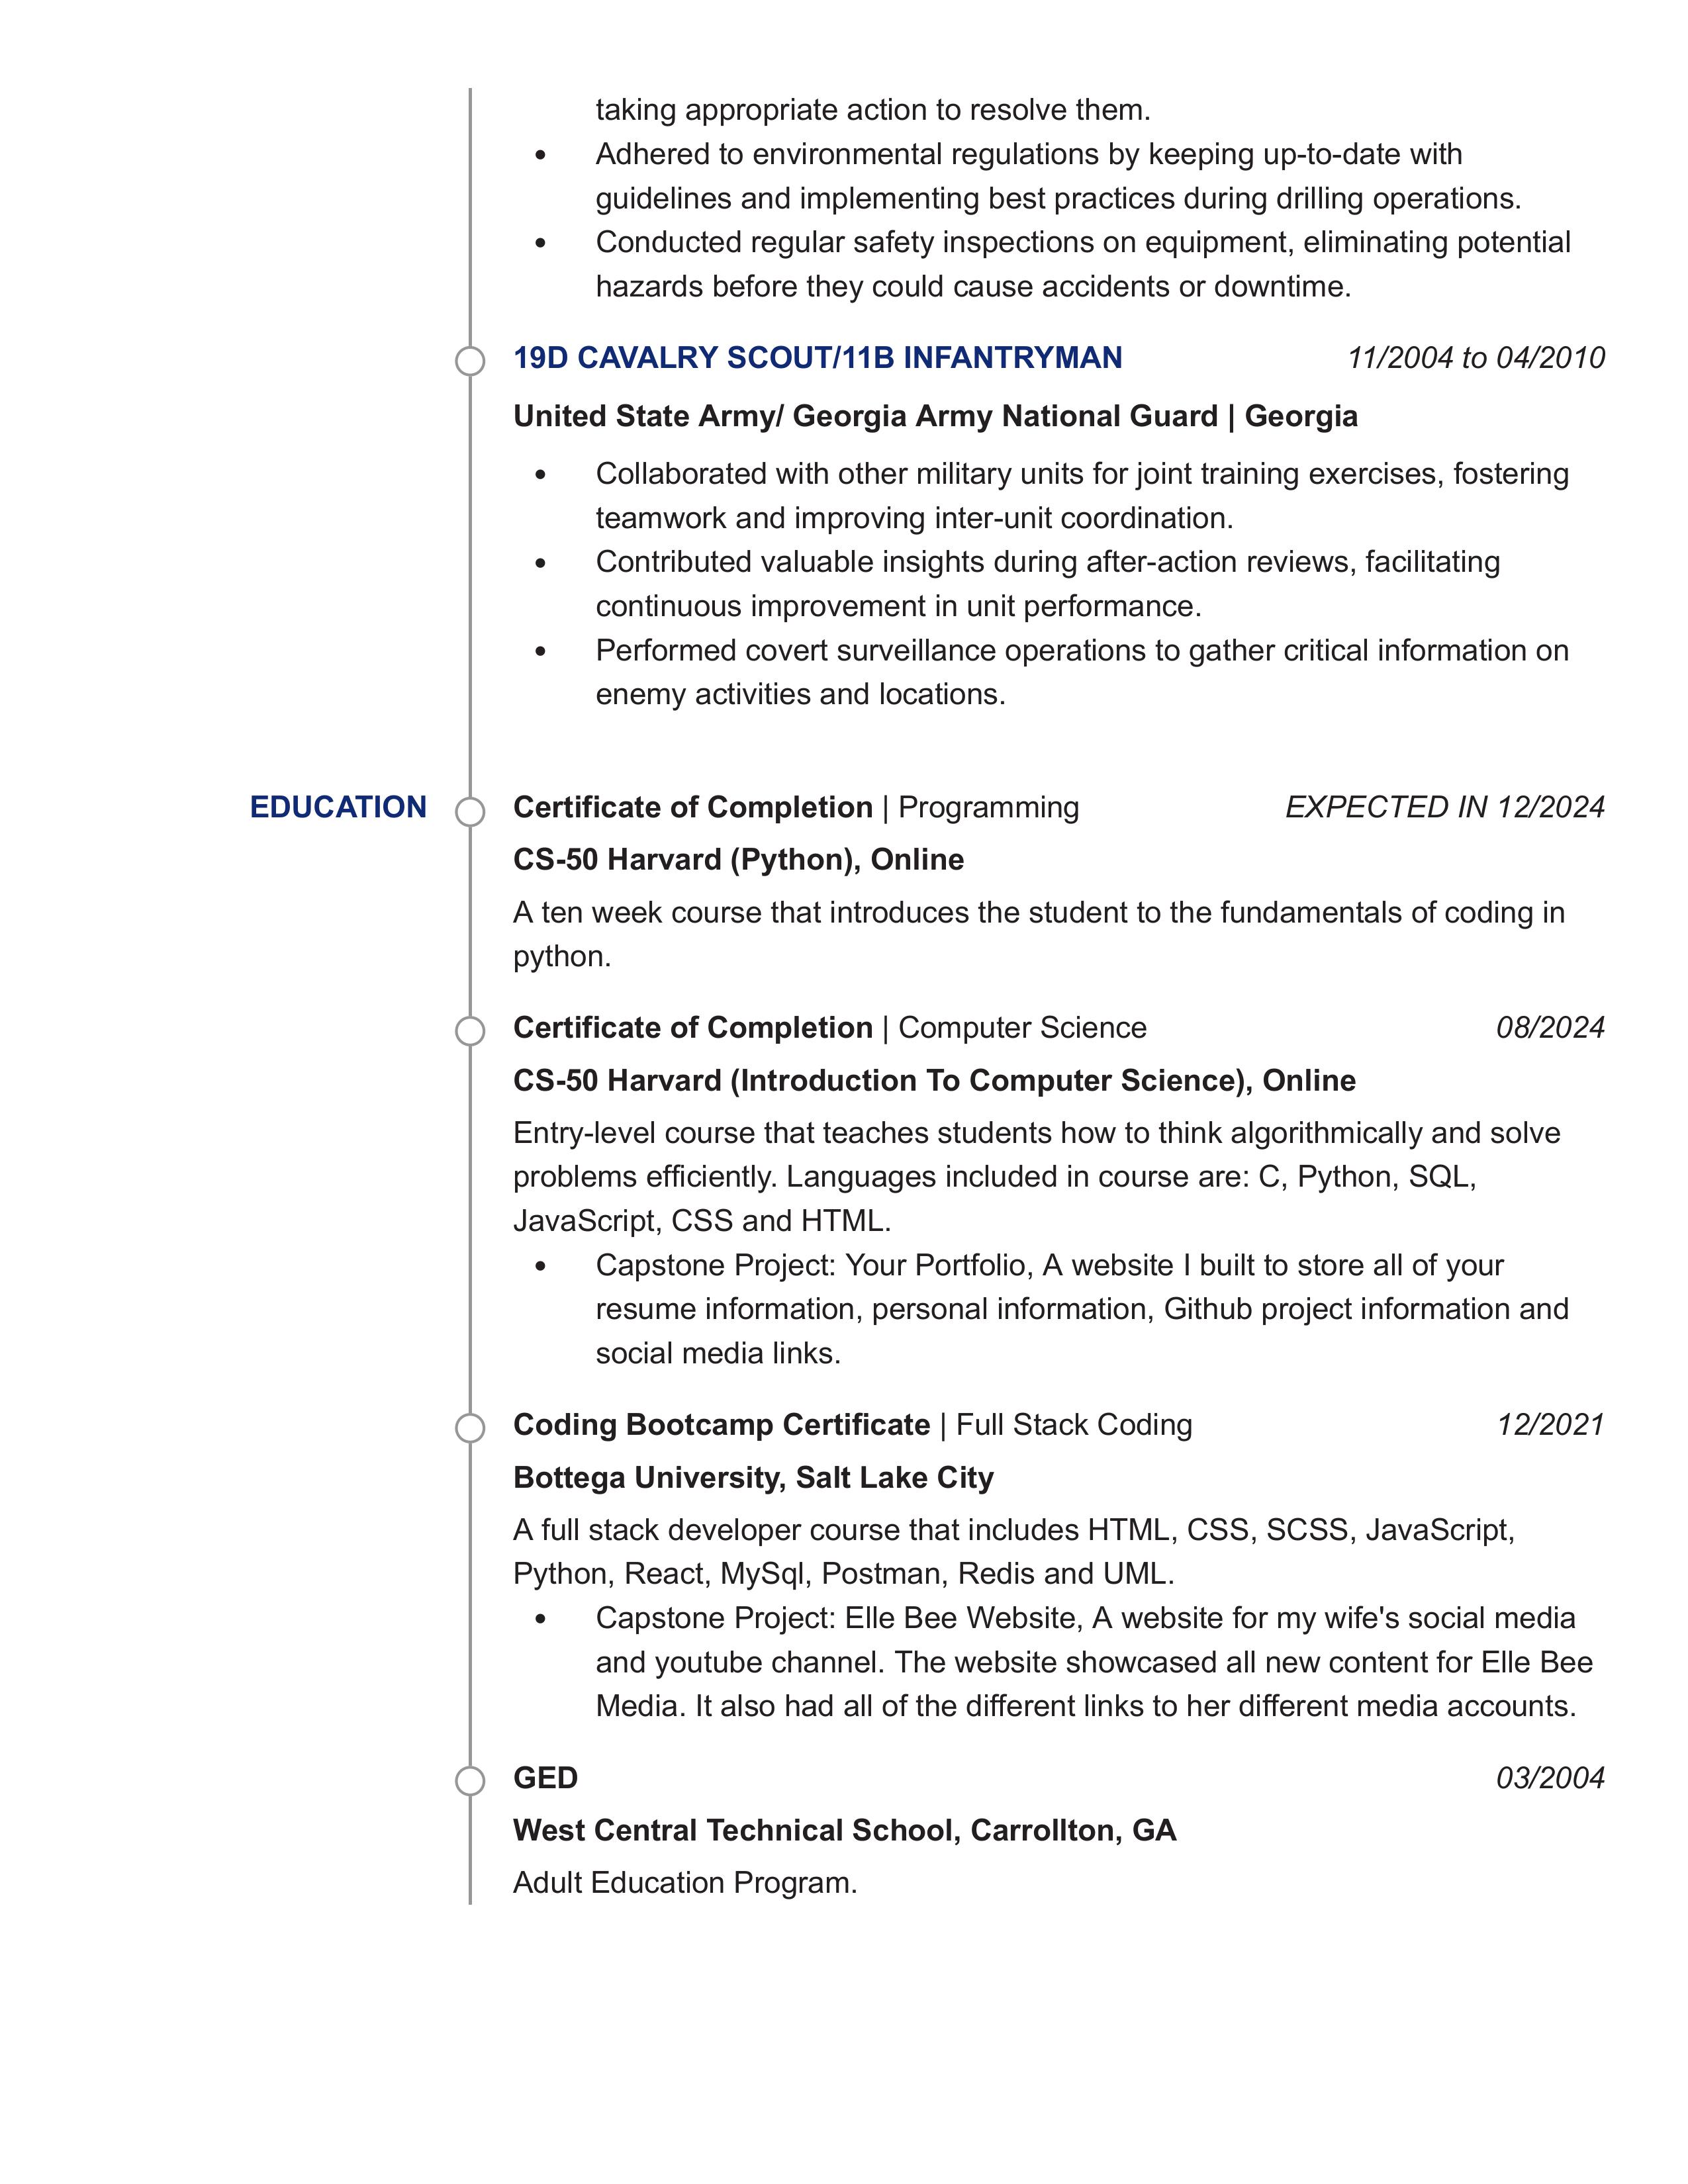 taking appropriate action to resolve them.
• Adhered to environmental regulations by keeping up-to-date with
guidelines and implementing best practices during drilling operations.
• Conducted regular safety inspections on equipment, eliminating potential
hazards before they could cause accidents or downtime.
19D CAVALRY SCOUT/11B INFANTRYMAN 11/2004 to 04/2010
United State Army/ Georgia Army National Guard | Georgia
• Collaborated with other military units for joint training exercises, fostering
teamwork and improving inter-unit coordination.
• Contributed valuable insights during after-action reviews, facilitating
continuous improvement in unit performance.
• Performed covert surveillance operations to gather critical information on
enemy activities and locations.
EDUCATION Certificate of Completion | Programming EXPECTED IN 12/2024
CS-50 Harvard (Python), Online
A ten week course that introduces the student to the fundamentals of coding in
python.
Certificate of Completion | Computer Science 08/2024
CS-50 Harvard (Introduction To Computer Science), Online
Entry-level course that teaches students how to think algorithmically and solve
problems efficiently. Languages included in course are: C, Python, SQL,
JavaScript, CSS and HTML.
• Capstone Project: Your Portfolio, A website I built to store all of your
resume information, personal information, Github project information and
social media links.
Coding Bootcamp Certificate | Full Stack Coding 12/2021
Bottega University, Salt Lake City
A full stack developer course that includes HTML, CSS, SCSS, JavaScript,
Python, React, MySql, Postman, Redis and UML.
• Capstone Project: Elle Bee Website, A website for my wife's social media
and youtube channel. The website showcased all new content for Elle Bee
Media. It also had all of the different links to her different media accounts.
GED 03/2004
West Central Technical School, Carrollton, GA
Adult Education Program.